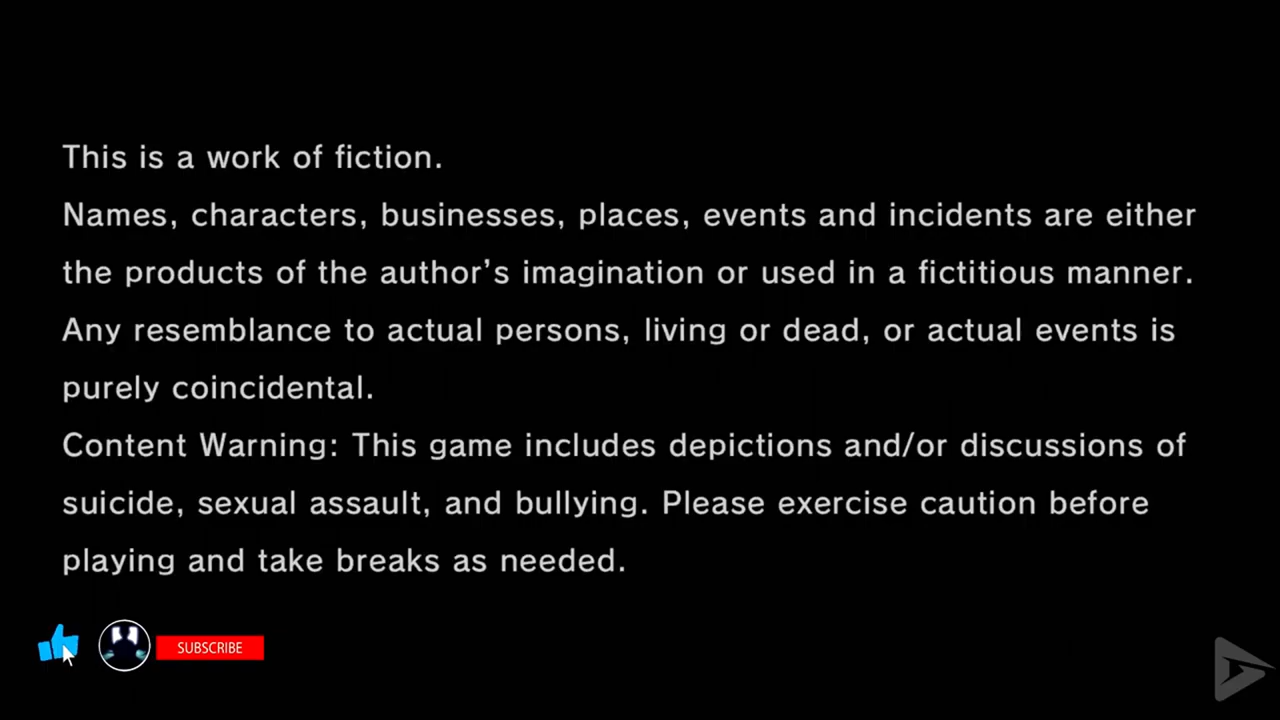 This is a work of fiction.
Names, characters, businesses, places, events and incidents are either
the products of the author’s imagination or used in a fictitious manner.
Any resemblance to actual persons, living or dead, or actual events is
purely coincidental.
Content Warning: This game includes depictions and/or discussions of
suicide, sexual assault, and bullying. Please exercise caution before
playing and take breaks as needed.
SUBSCRIBE